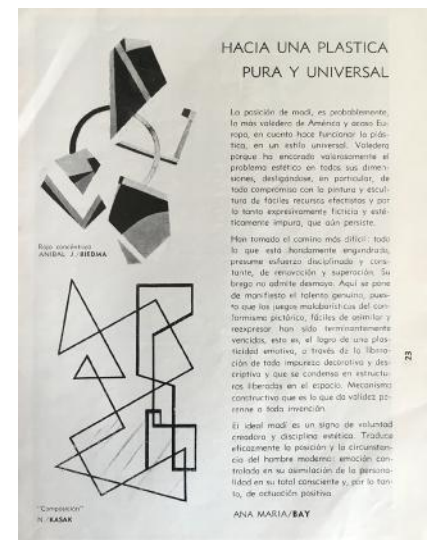 HACIA UNA PLASTICA
PURA Y UNIVERSAL
La posición de madí, es probablemente,
la más valedera de América y acaso Eu-
ropa, en cuanto hace funcionar la plás-
tica, en un estilo universal. Valedera
porque ha encarado valerosamente el
problema estético en todas sus dimen-
siones, desligándose, en particular, de
todo compromiso con la pintura y escul-
tura de fáciles recursos efectistas y por
lo tanto expresivamente ficticia y esté-
ticamente impura, que aún persiste.
Han tomado el camino más difícil: todo
lo que está hondamente engendrado,
presume esfuerzo disciplinado y cons-
tante, de renovación y superación. Su
brega no admite desmayo. Aquí se pone
de manifiesto el talento genuino, pues-
to que los juegos malabarísticos del con-
formismo pictórico, fáciles de asimilar y
reexpresar han sido terminantemente
vencidos, esto es, el logro de una plas-
ticidad emotiva, a través de la libera-
ción de toda impureza decorativa y des-
criptiva y que se condensa en estructu-
ras liberadas en el espacio. Mecanismo
constructivo que es lo que da validez pe-
renne a toda invención.
El ideal madí es un signo de voluntad
creadora y disciplina estética. Traduce
eficazmente la posición y la circunstan-
cia del hombre moderno: emoción con-
trolada en su asimilación de la persona-
lidad en su total consciente y, por lo tan-
to, de actuación positiva.
ANA MARIA/BAY
Rojo concéntrico
ANIBAL J./BIEDMA
"Composición"
N./KASAK
23